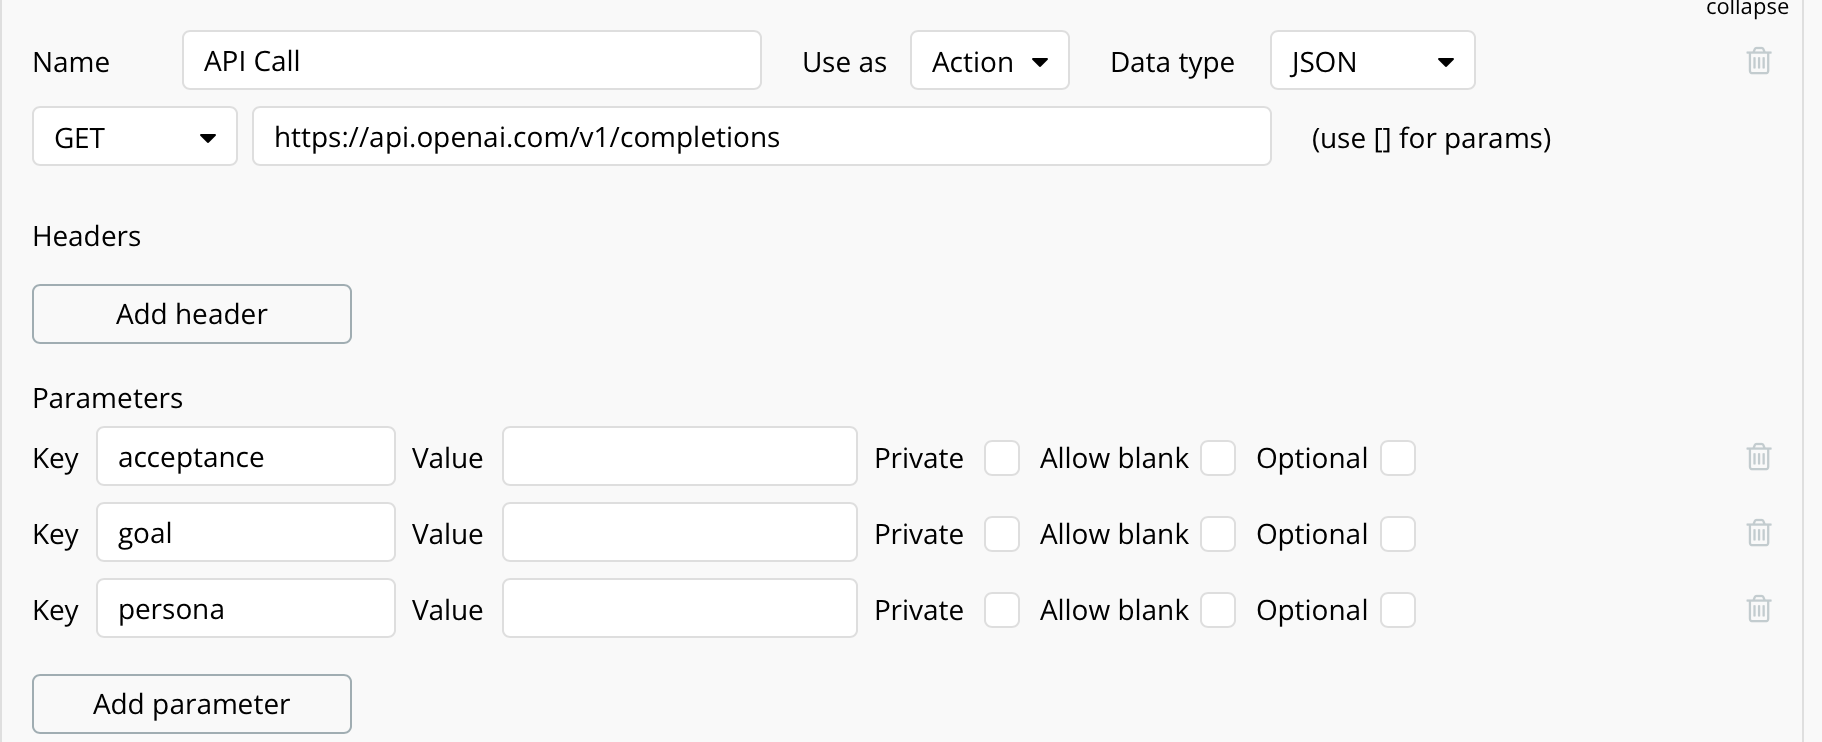 collapse
Name API Call Use as Action Data type JSON
GET https://api.openai.com/v1/completions (use [] for params)
Headers
Add header
Parameters
Key acceptance Value Private Allow blank Optional
Key goal Value Private Allow blank Optional
Key persona Value Private Allow blank Optional
Add parameter